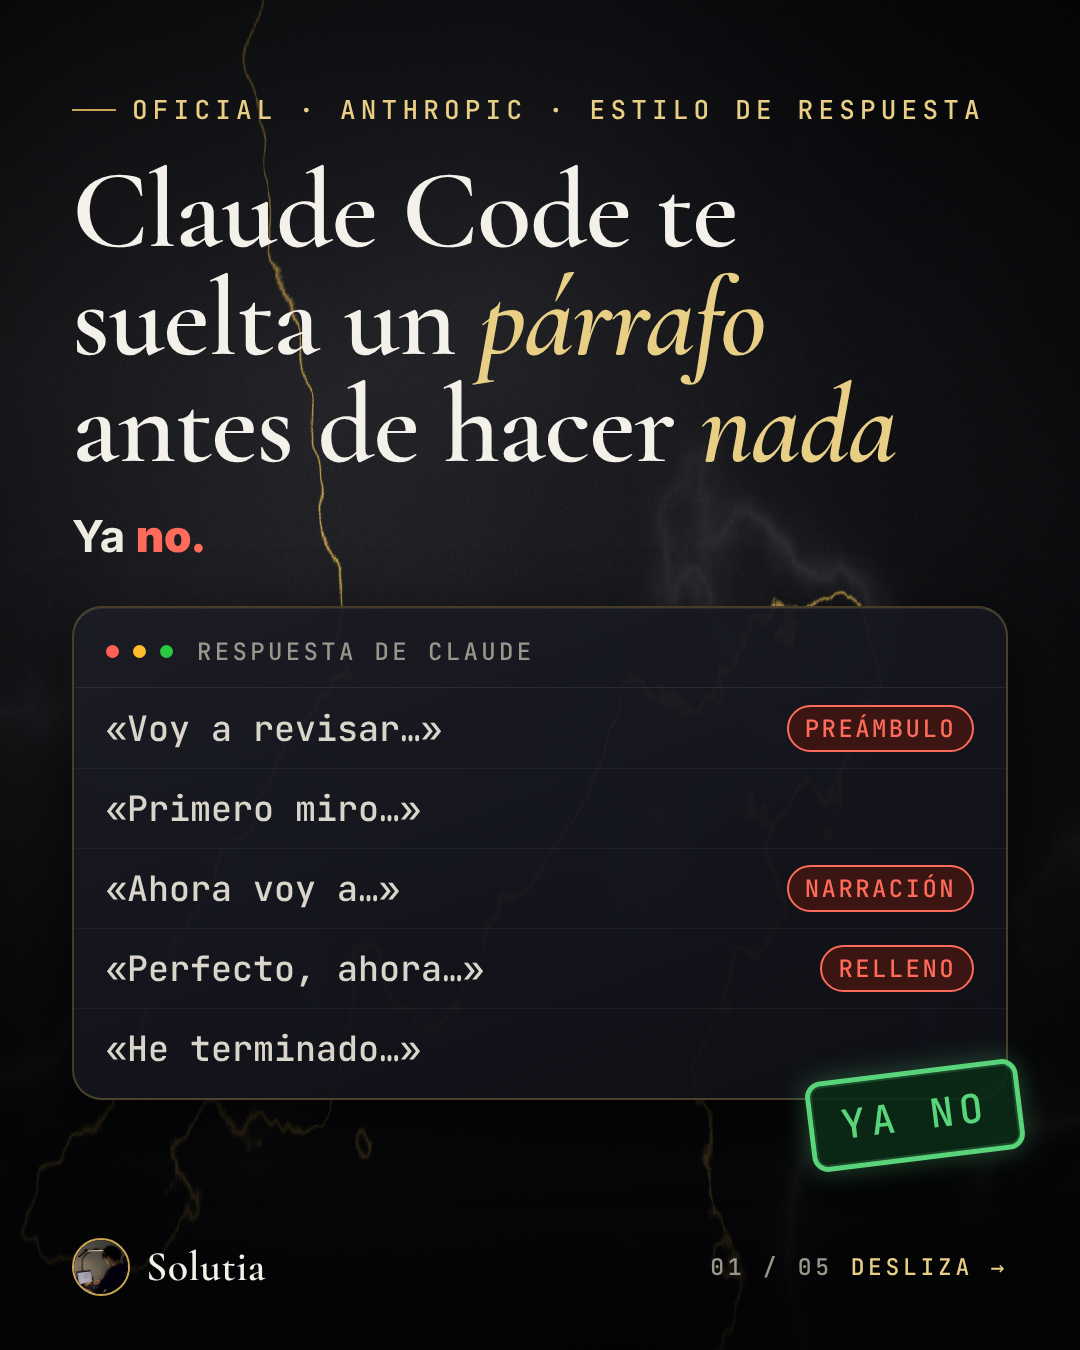 OFICIAL · ANTHROPIC · ESTILO DE RESPUESTA
Claude Code te
suelta un párrafo
antes de hacer nada
Ya no.
RESPUESTA DE CLAUDE
«Voy a revisar…» PREÁMBULO
«Primero miro…»
«Ahora voy a…» NARRACIÓN
«Perfecto, ahora…» RELLENO
«He terminado…»
YA NO
Solutia
01 / 05 DESLIZA →